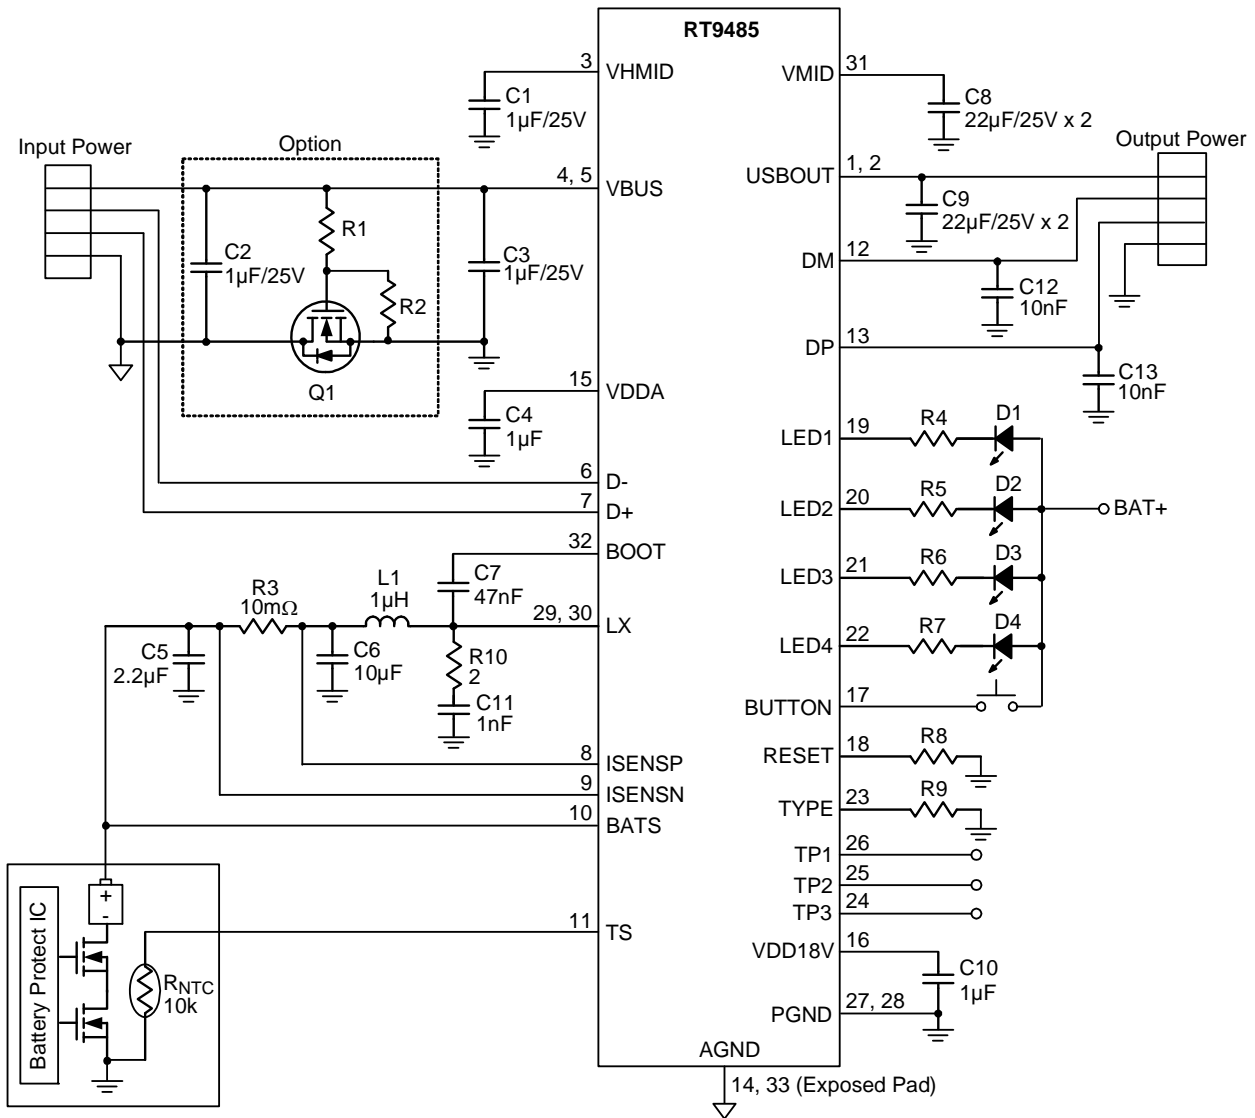 RT9485
3
VHMID
VMID
31
C1
1µF/25V
C8
22µF/25V x 2
Input Power
Option
Output Power
4, 5
VBUS
USBOUT
1, 2
R1
C2
1µF/25V
C3
1µF/25V
R2
C9
22µF/25V x 2
DM
12
C12
10nF
Q1
DP
13
C13
10nF
15
VDDA
C4
1µF
LED1
19
R4
D1
6
D-
7
D+
LED2
20
R5
D2
BAT+
32
BOOT
LED3
21
R6
D3
C7
47nF
L1
1µH
R3
10mΩ
29, 30
LX
LED4
22
R7
D4
C5
2.2µF
C6
10µF
R10
2
C11
1nF
BUTTON
17
8
ISENSP
RESET
18
R8
9
ISENSN
TYPE
23
R9
10
BATS
TP1
26
TP2
25
TP3
24
+
-
Battery Protect IC
11
TS
RNTC
10k
VDD18V
16
C10
1µF
PGND
27, 28
AGND
14, 33 (Exposed Pad)